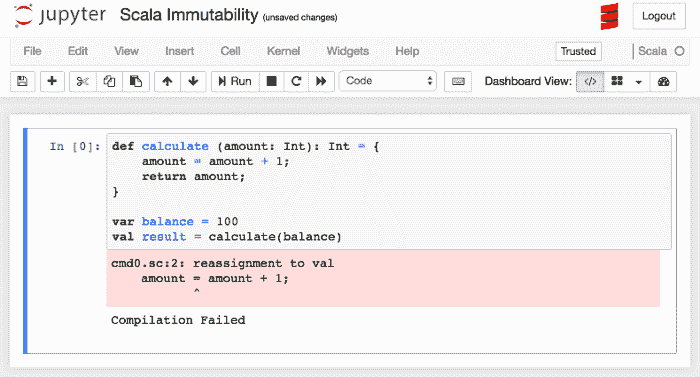 jupyter Scala Immutability (unsaved changes) Logout
File Edit View Insert Cell Kernel Widgets Help Trusted Scala
Run Code Dashboard View:
In [0]: def calculate (amount: Int): Int = {
amount = amount + 1;
return amount;
}
var balance = 100
val result = calculate(balance)
cmd0.sc:2: reassignment to val
amount = amount + 1;
^
Compilation Failed